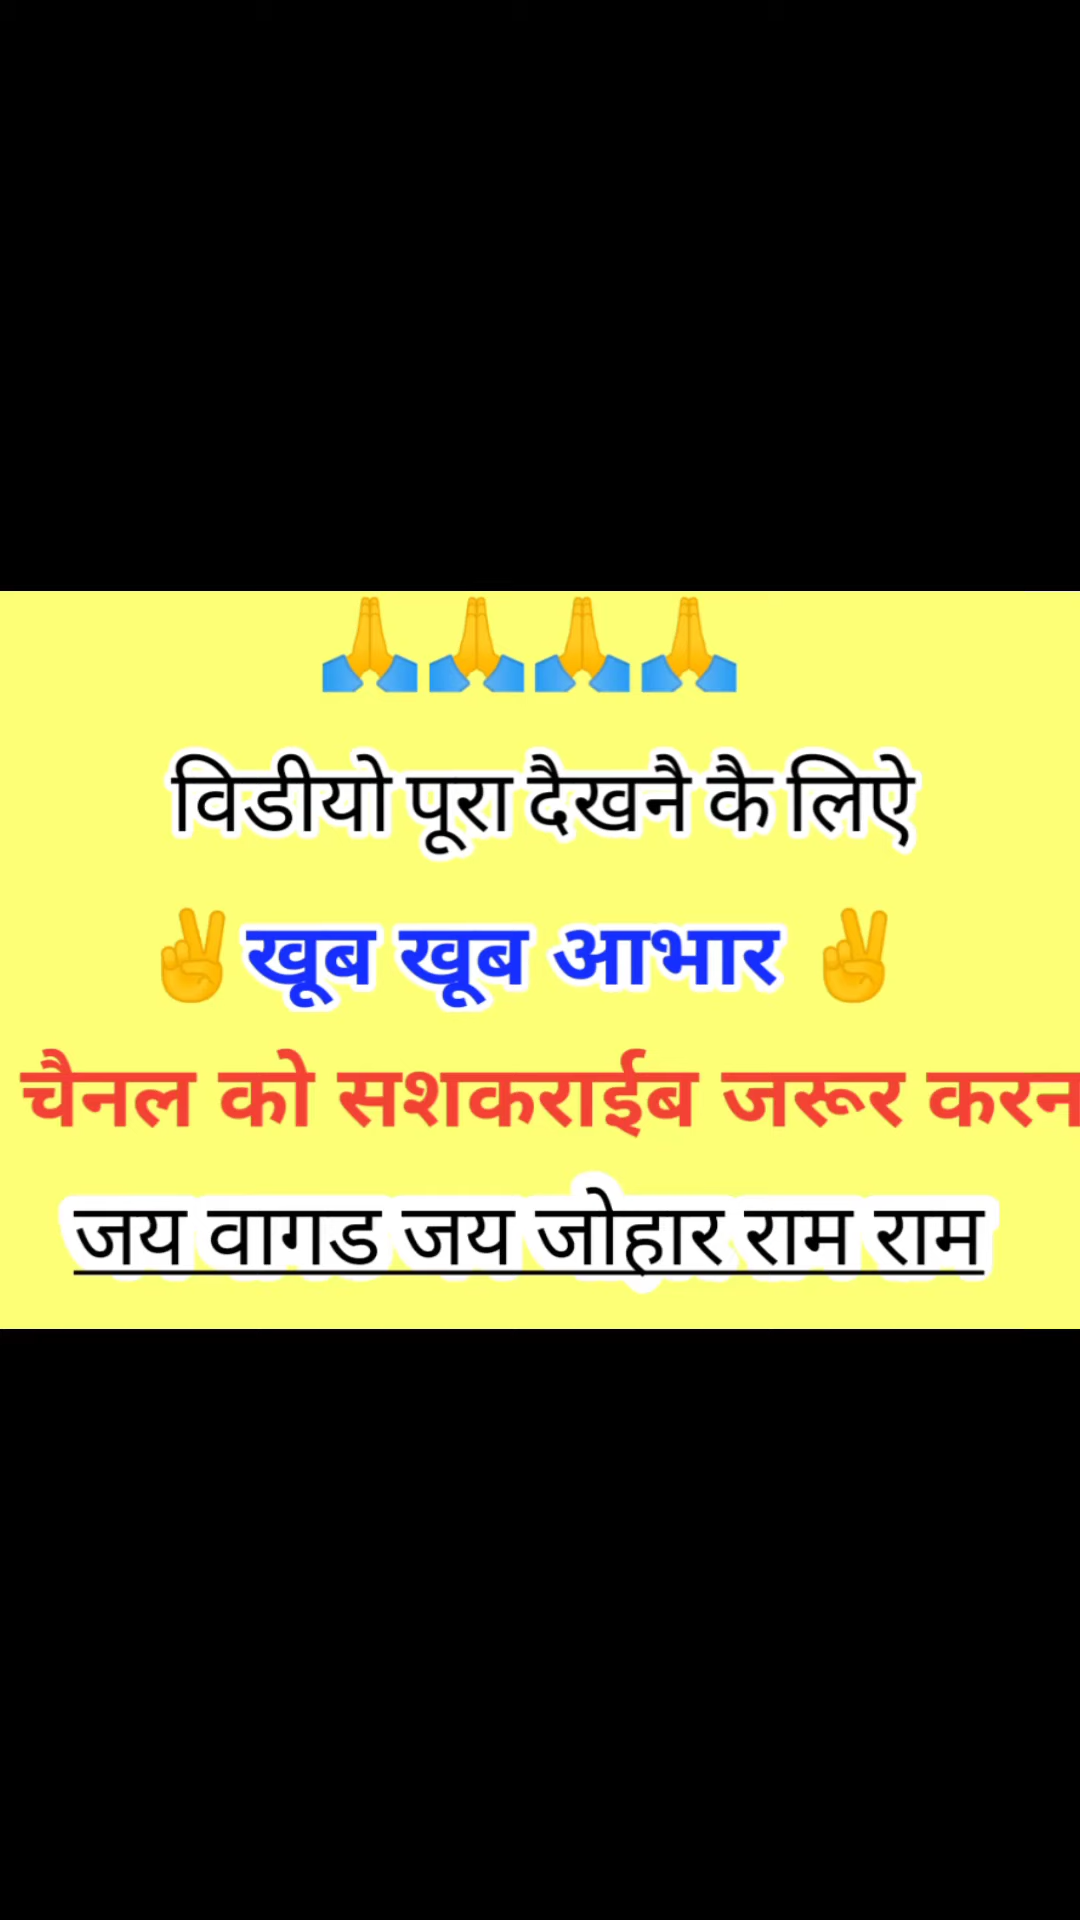 🙏🙏🙏🙏
विडीयो पूरा दैखनै कै लिऐ
✌️खूब खूब आभार ✌️
चैनल को सशकराईब जरूर करन
जय वागड जय जोहार राम राम